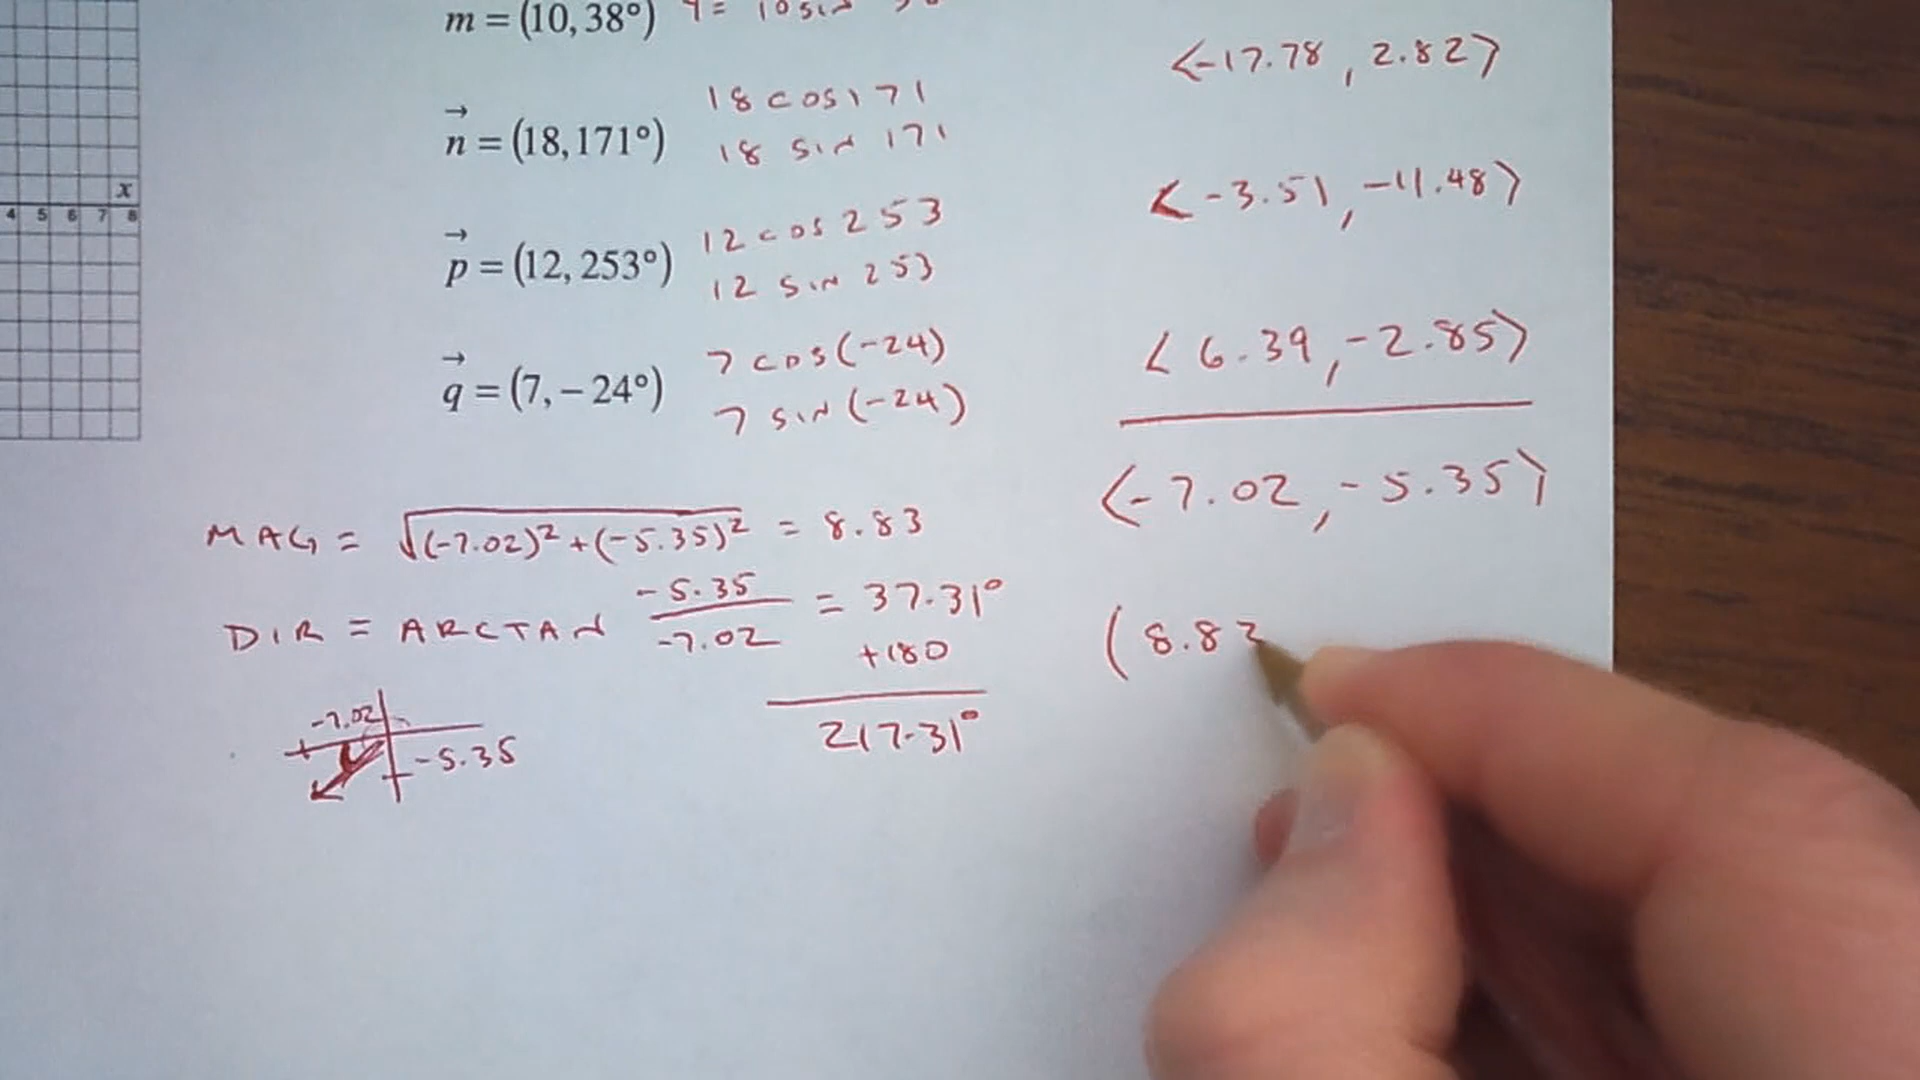 m = (10, 38°) Y = 10 sin
<-17.78, 2.82>
n = (18, 171°) 18 cos 171
18 sin 171
<-3.51, -11.48>
x
4 5 6 7 8
p = (12, 253°) 12 cos 253
12 sin 253
<6.39, -2.85>
q = (7, – 24°) 7 cos(-24)
7 sin(-24)
<-7.02, -5.35>
MAG = √(-7.02)² + (-5.35)² = 8.83
DIR = ARCTAN -5.35 / -7.02 = 37.31°
+180
217.31°
(8.83
-7.02
-5.35